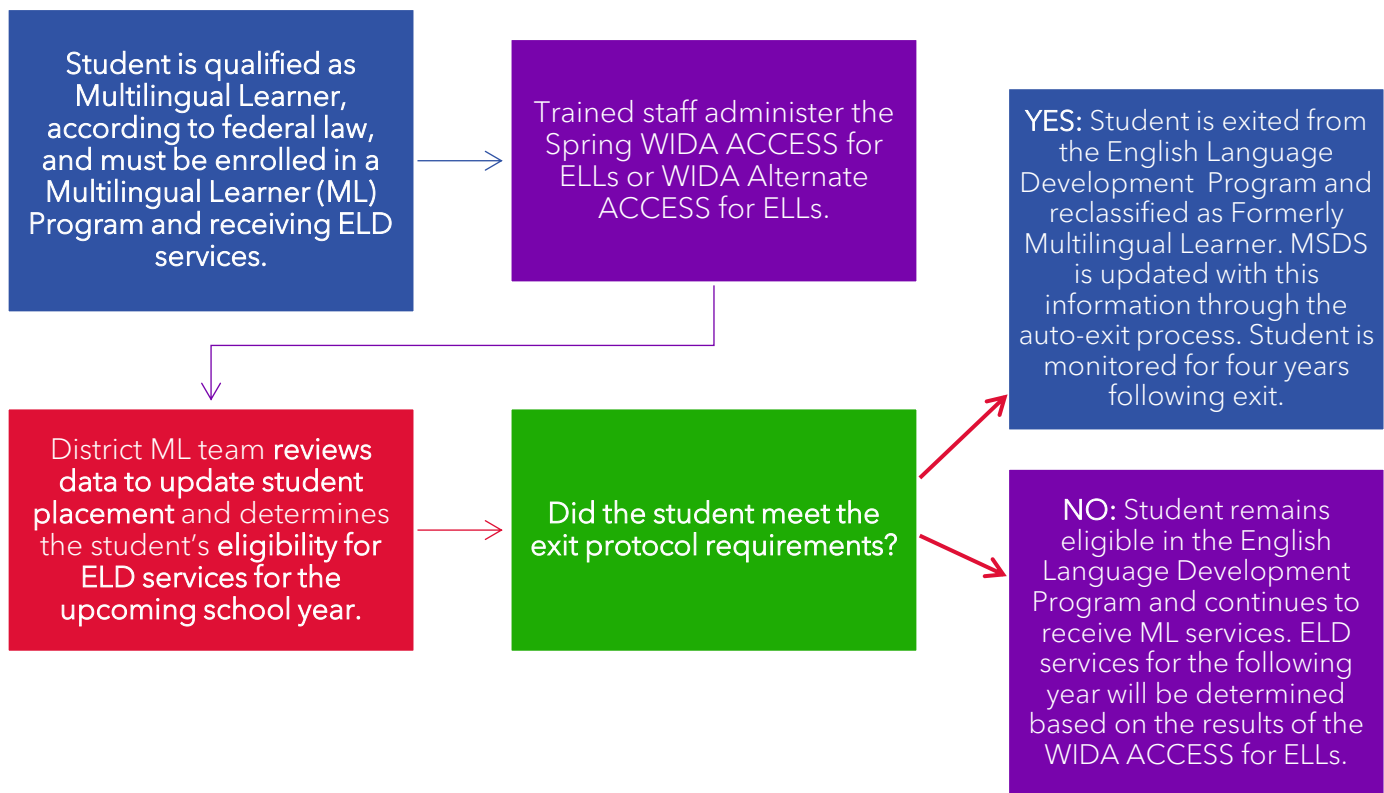 Student is qualified as
Multilingual Learner,
according to federal law,
and must be enrolled in a
Multilingual Learner (ML)
Program and receiving ELD
services.
Trained staff administer the
Spring WIDA ACCESS for
ELLs or WIDA Alternate
ACCESS for ELLs.
District ML team reviews
data to update student
placement and determines
the student’s eligibility for
ELD services for the
upcoming school year.
Did the student meet the
exit protocol requirements?
YES: Student is exited from
the English Language
Development  Program and
reclassified as Formerly
Multilingual Learner. MSDS
is updated with this
information through the
auto-exit process. Student is
monitored for four years
following exit.
NO: Student remains
eligible in the English
Language Development
Program and continues to
receive ML services. ELD
services for the following
year will be determined
based on the results of the
WIDA ACCESS for ELLs.